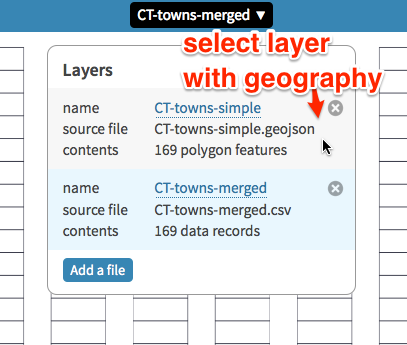 CT-towns-merged ▼
select layer
with geography
Layers
name CT-towns-simple
source file CT-towns-simple.geojson
contents 169 polygon features
name CT-towns-merged
source file CT-towns-merged.csv
contents 169 data records
Add a file